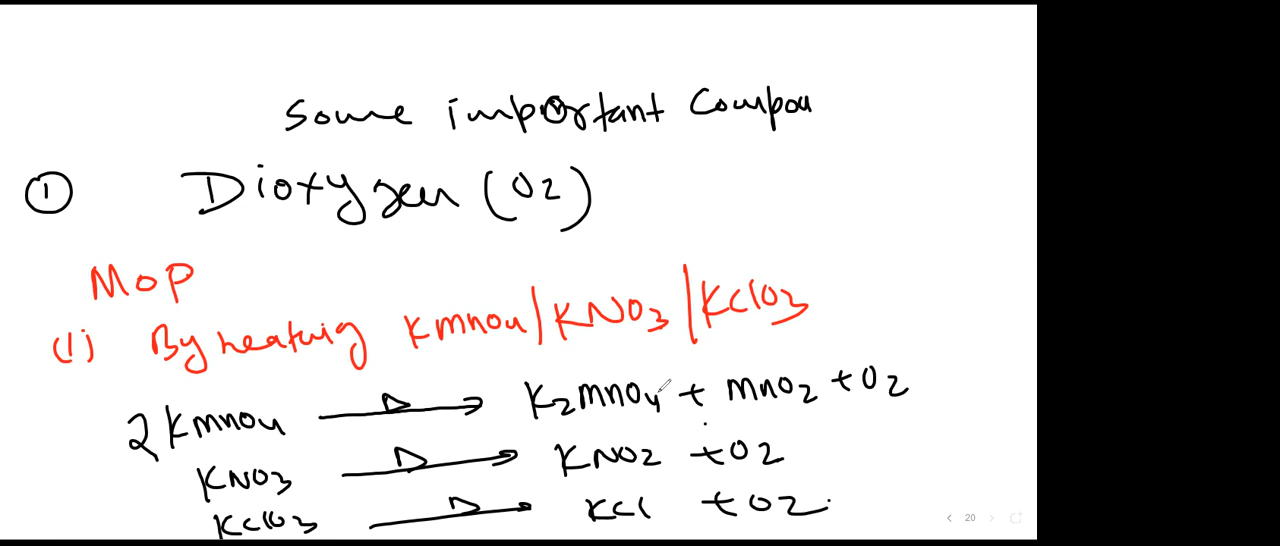 Some important Compou
① Dioxygen (O2)
MOP
(1) By heating KMnO4/KNO3/KClO3
2KMnO4 —Δ→ K2MnO4 + MnO2 + O2
KNO3 —Δ→ KNO2 + O2
KClO3 —Δ→ KCl + O2
< 20 >